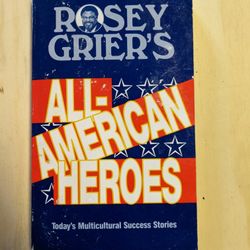 ROSEY
GRIER'S
ALL-
AMERICAN
HEROES
Today's Multicultural Success Stories